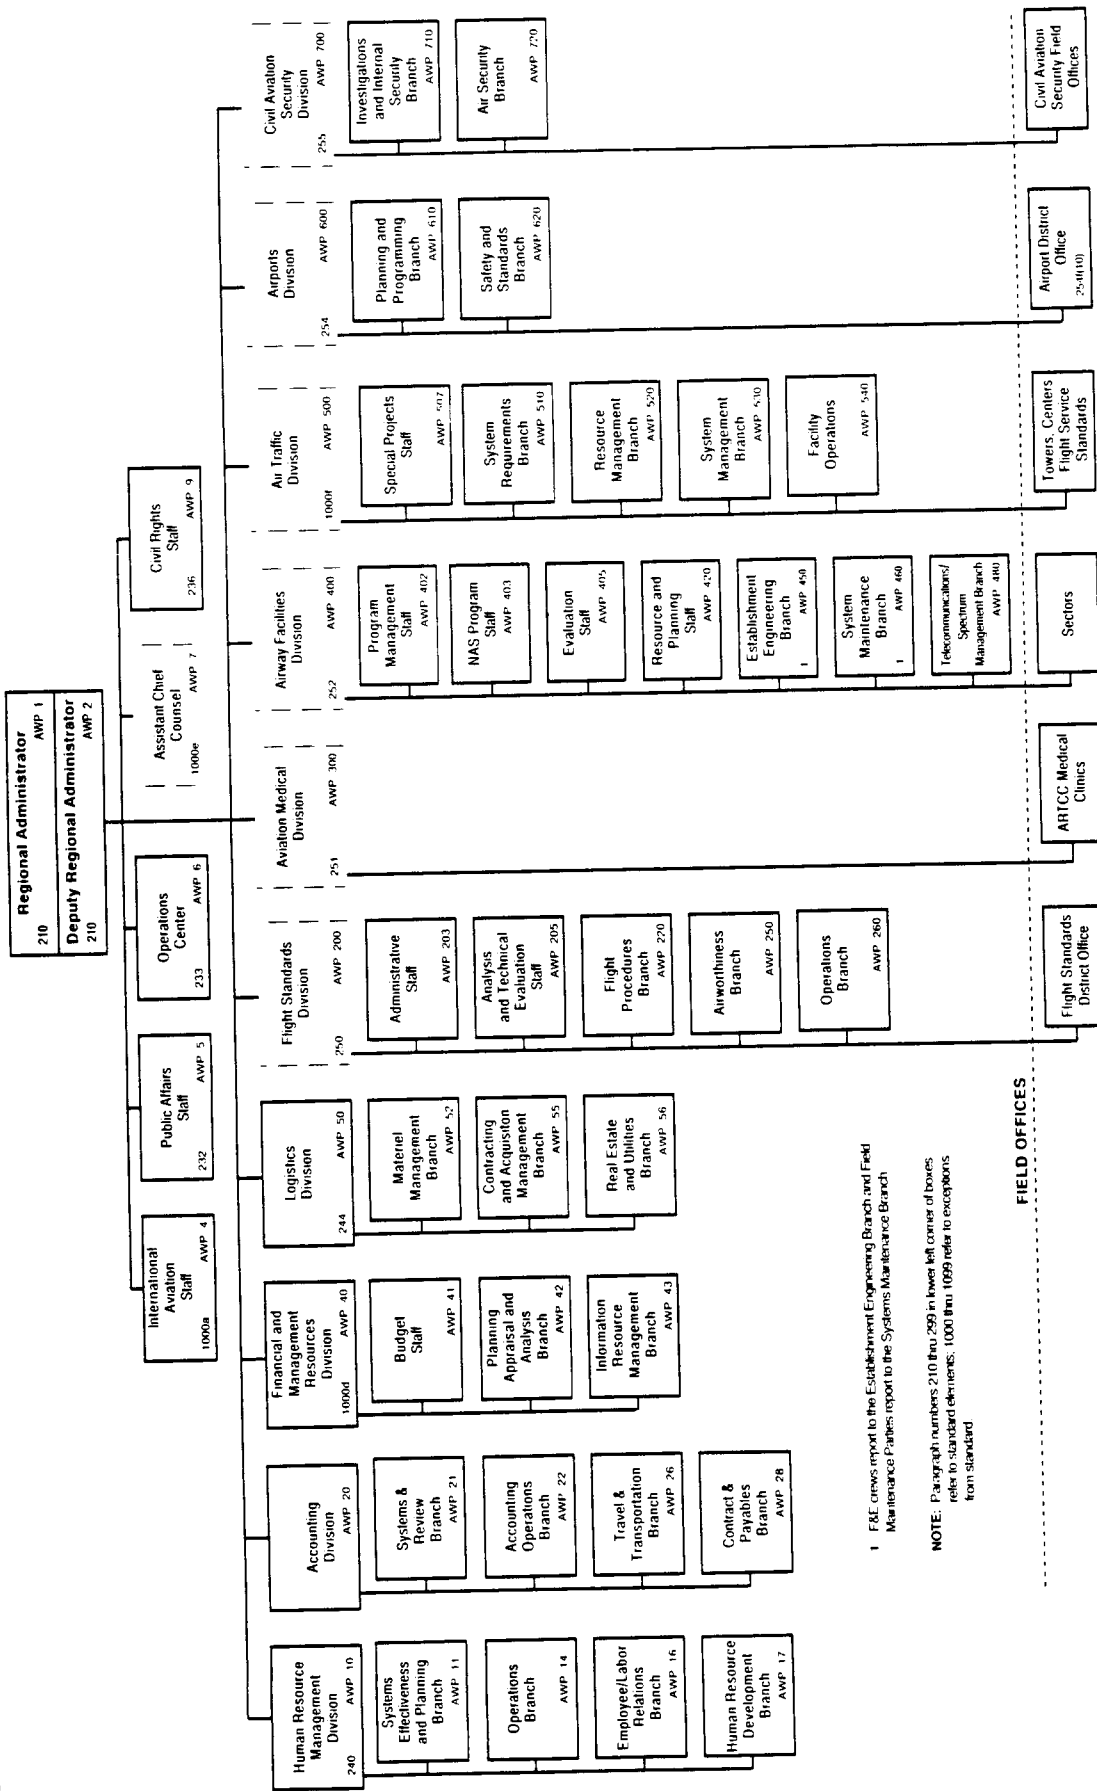 Regional Administrator
210 AWP 1
Deputy Regional Administrator
210 AWP 2
International
Aviation
Staff
1000a AWP 4
Public Affairs
Staff
232 AWP 5
Operations
Center
233 AWP 6
Assistant Chief
Counsel
1000e AWP 7
Civil Rights
Staff
236 AWP 9
Human Resource
Management
Division
240 AWP 10
Systems
Effectiveness
and Planning
Branch
AWP 11
Operations
Branch
AWP 14
Employee/Labor
Relations
Branch
AWP 16
Human Resource
Development
Branch
AWP 17
Accounting
Division
AWP 20
Systems &
Review
Branch
AWP 21
Accounting
Operations
Branch
AWP 22
Travel &
Transportation
Branch
AWP 26
Contract &
Payables
Branch
AWP 28
Financial and
Management
Resources
Division
1000d AWP 40
Budget
Staff
AWP 41
Planning
Appraisal and
Analysis
Branch
AWP 42
Information
Resource
Management
Branch
AWP 43
Logistics
Division
244 AWP 50
Materiel
Management
Branch
AWP 52
Contracting
and Acquisiton
Management
Branch
AWP 55
Real Estate
and Utilities
Branch
AWP 56
Flight Standards
Division
250 AWP 200
Administrative
Staff
AWP 203
Analysis
and Technical
Evaluation
Staff
AWP 205
Flight
Procedures
Branch
AWP 220
Airworthiness
Branch
AWP 250
Operations
Branch
AWP 260
Flight Standards
District Office
Aviation Medical
Division
251 AWP 300
ARTCC Medical
Clinics
Airway Facilities
Division
252 AWP 400
Program
Management
Staff
AWP 402
NAS Program
Staff
AWP 403
Evaluation
Staff
AWP 405
Resource and
Planning
Staff
AWP 420
Establishment
Engineering
Branch
1 AWP 450
System
Maintenance
Branch
1 AWP 460
Telecommunications/
Spectrum
Management Branch
AWP 480
Sectors
Air Traffic
Division
1000f AWP 500
Special Projects
Staff
AWP 507
System
Requirements
Branch
AWP 510
Resource
Management
Branch
AWP 520
System
Management
Branch
AWP 530
Facility
Operations
AWP 540
Towers, Centers
Flight Service
Standards
Airports
Division
254 AWP 600
Planning and
Programming
Branch
AWP 610
Safety and
Standards
Branch
AWP 620
Airport District
Office
254f(10)
Civil Aviation
Security
Division
255 AWP 700
Investigations
and Internal
Security
Branch
AWP 710
Air Security
Branch
AWP 720
Civil Aviation
Security Field
Offices
1 F&E crews report to the Establishment Engineering Branch and Field
Maintenance Parties report to the Systems Maintenance Branch
NOTE: Paragraph numbers 210 thru 299 in lower left corner of boxes
refer to standard elements; 1000 thru 1099 refer to exceptions
from standard
FIELD OFFICES